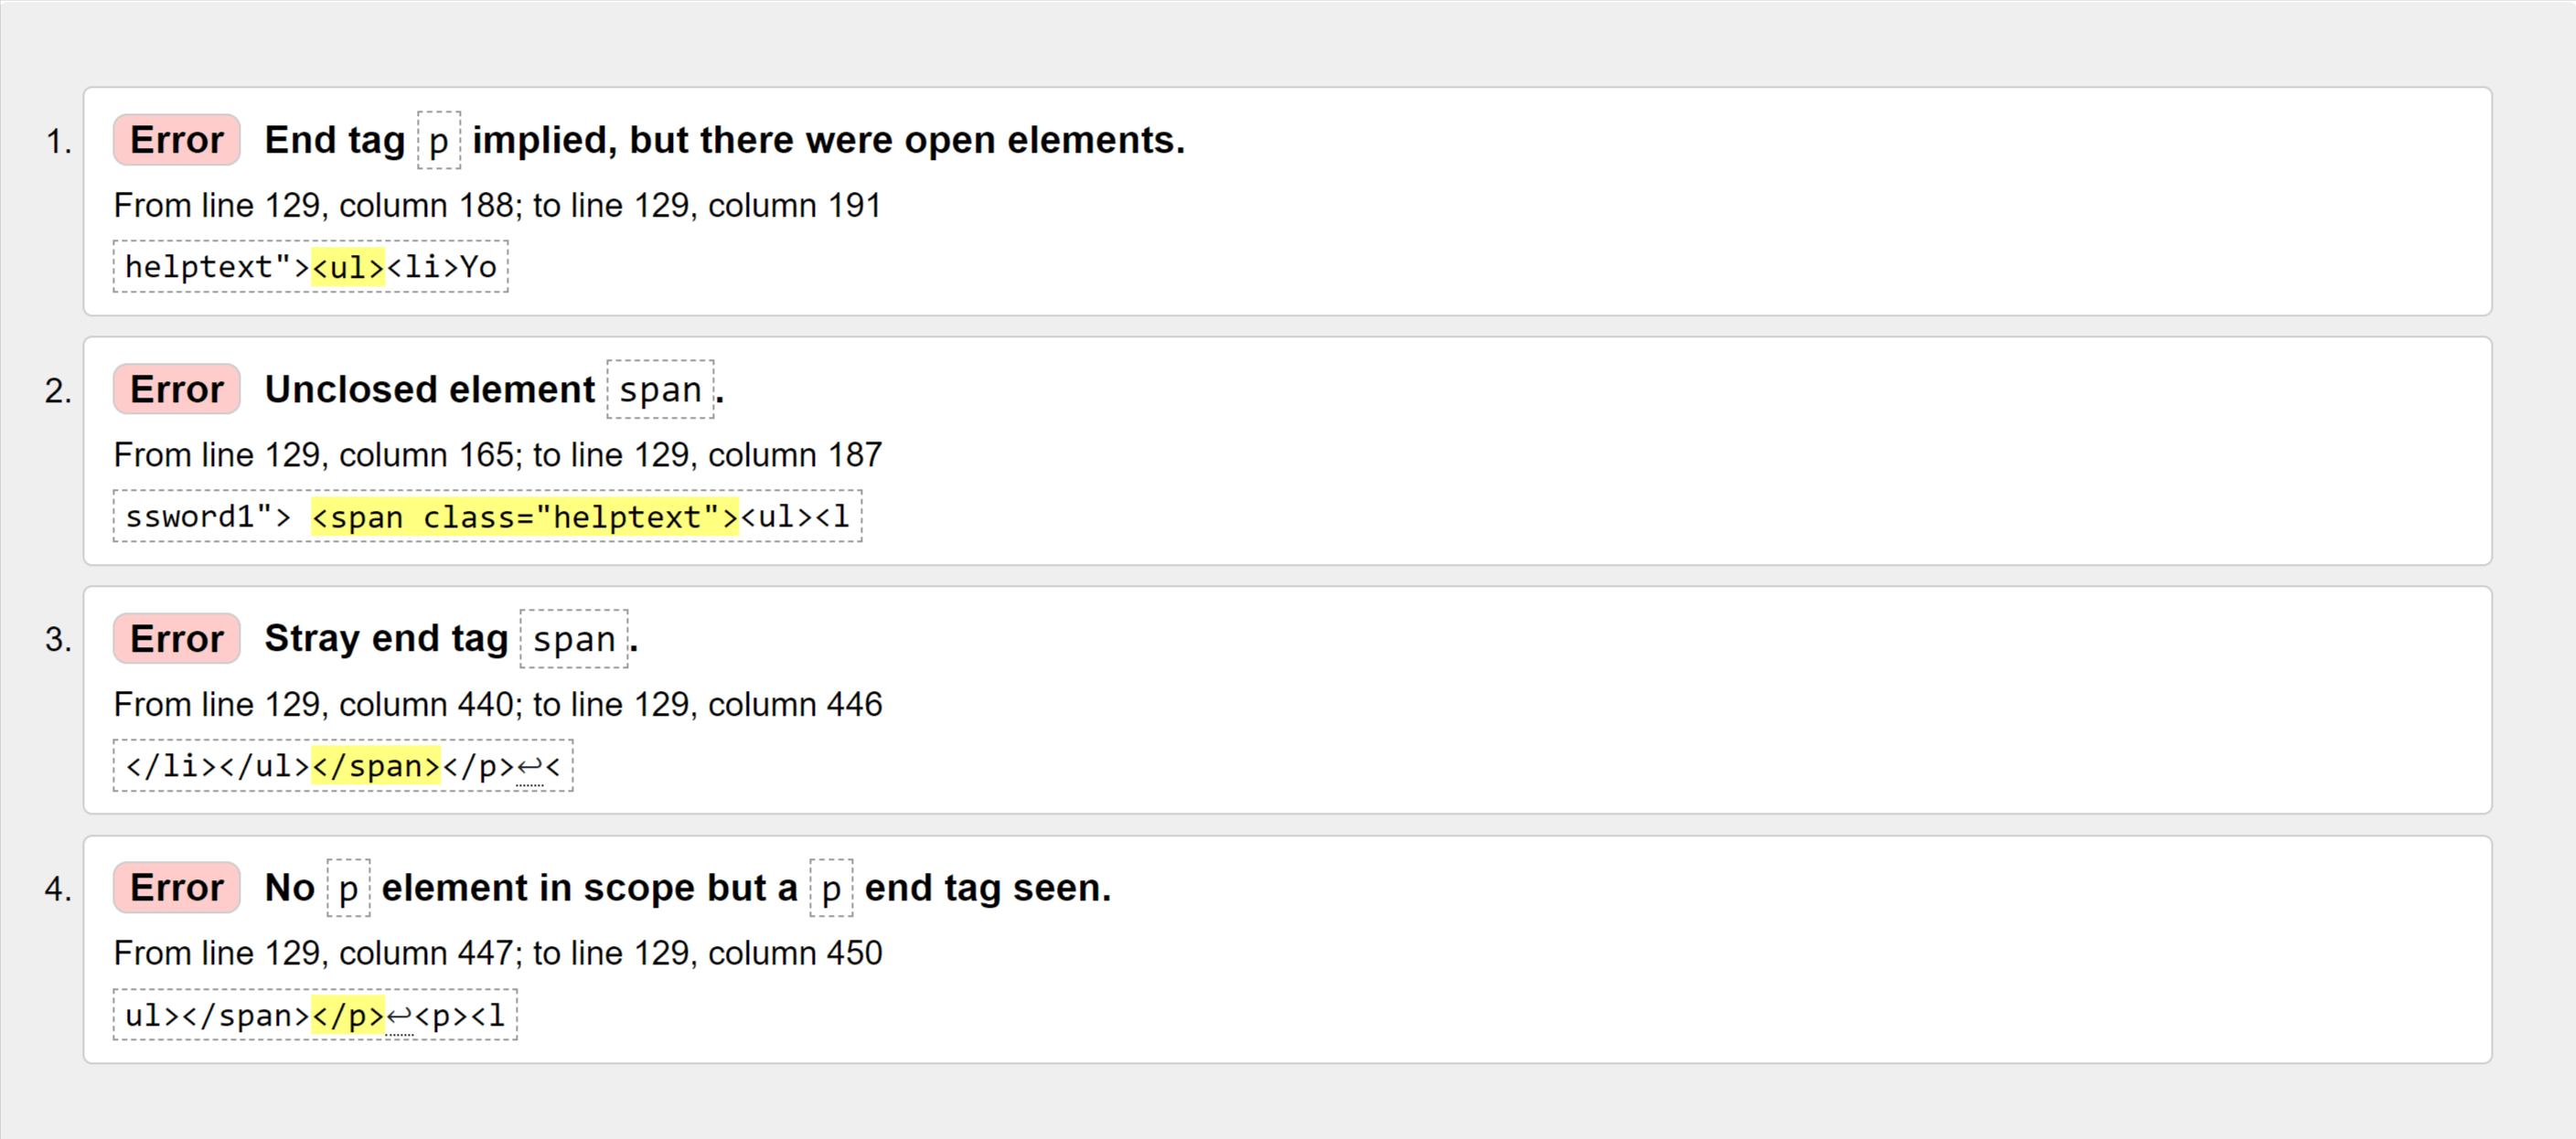 1. Error End tag p implied, but there were open elements.
From line 129, column 188; to line 129, column 191
helptext"><ul><li>Yo
2. Error Unclosed element span.
From line 129, column 165; to line 129, column 187
ssword1"> <span class="helptext"><ul><l
3. Error Stray end tag span.
From line 129, column 440; to line 129, column 446
</li></ul></span></p>↩<
4. Error No p element in scope but a p end tag seen.
From line 129, column 447; to line 129, column 450
ul></span></p>↩<p><l